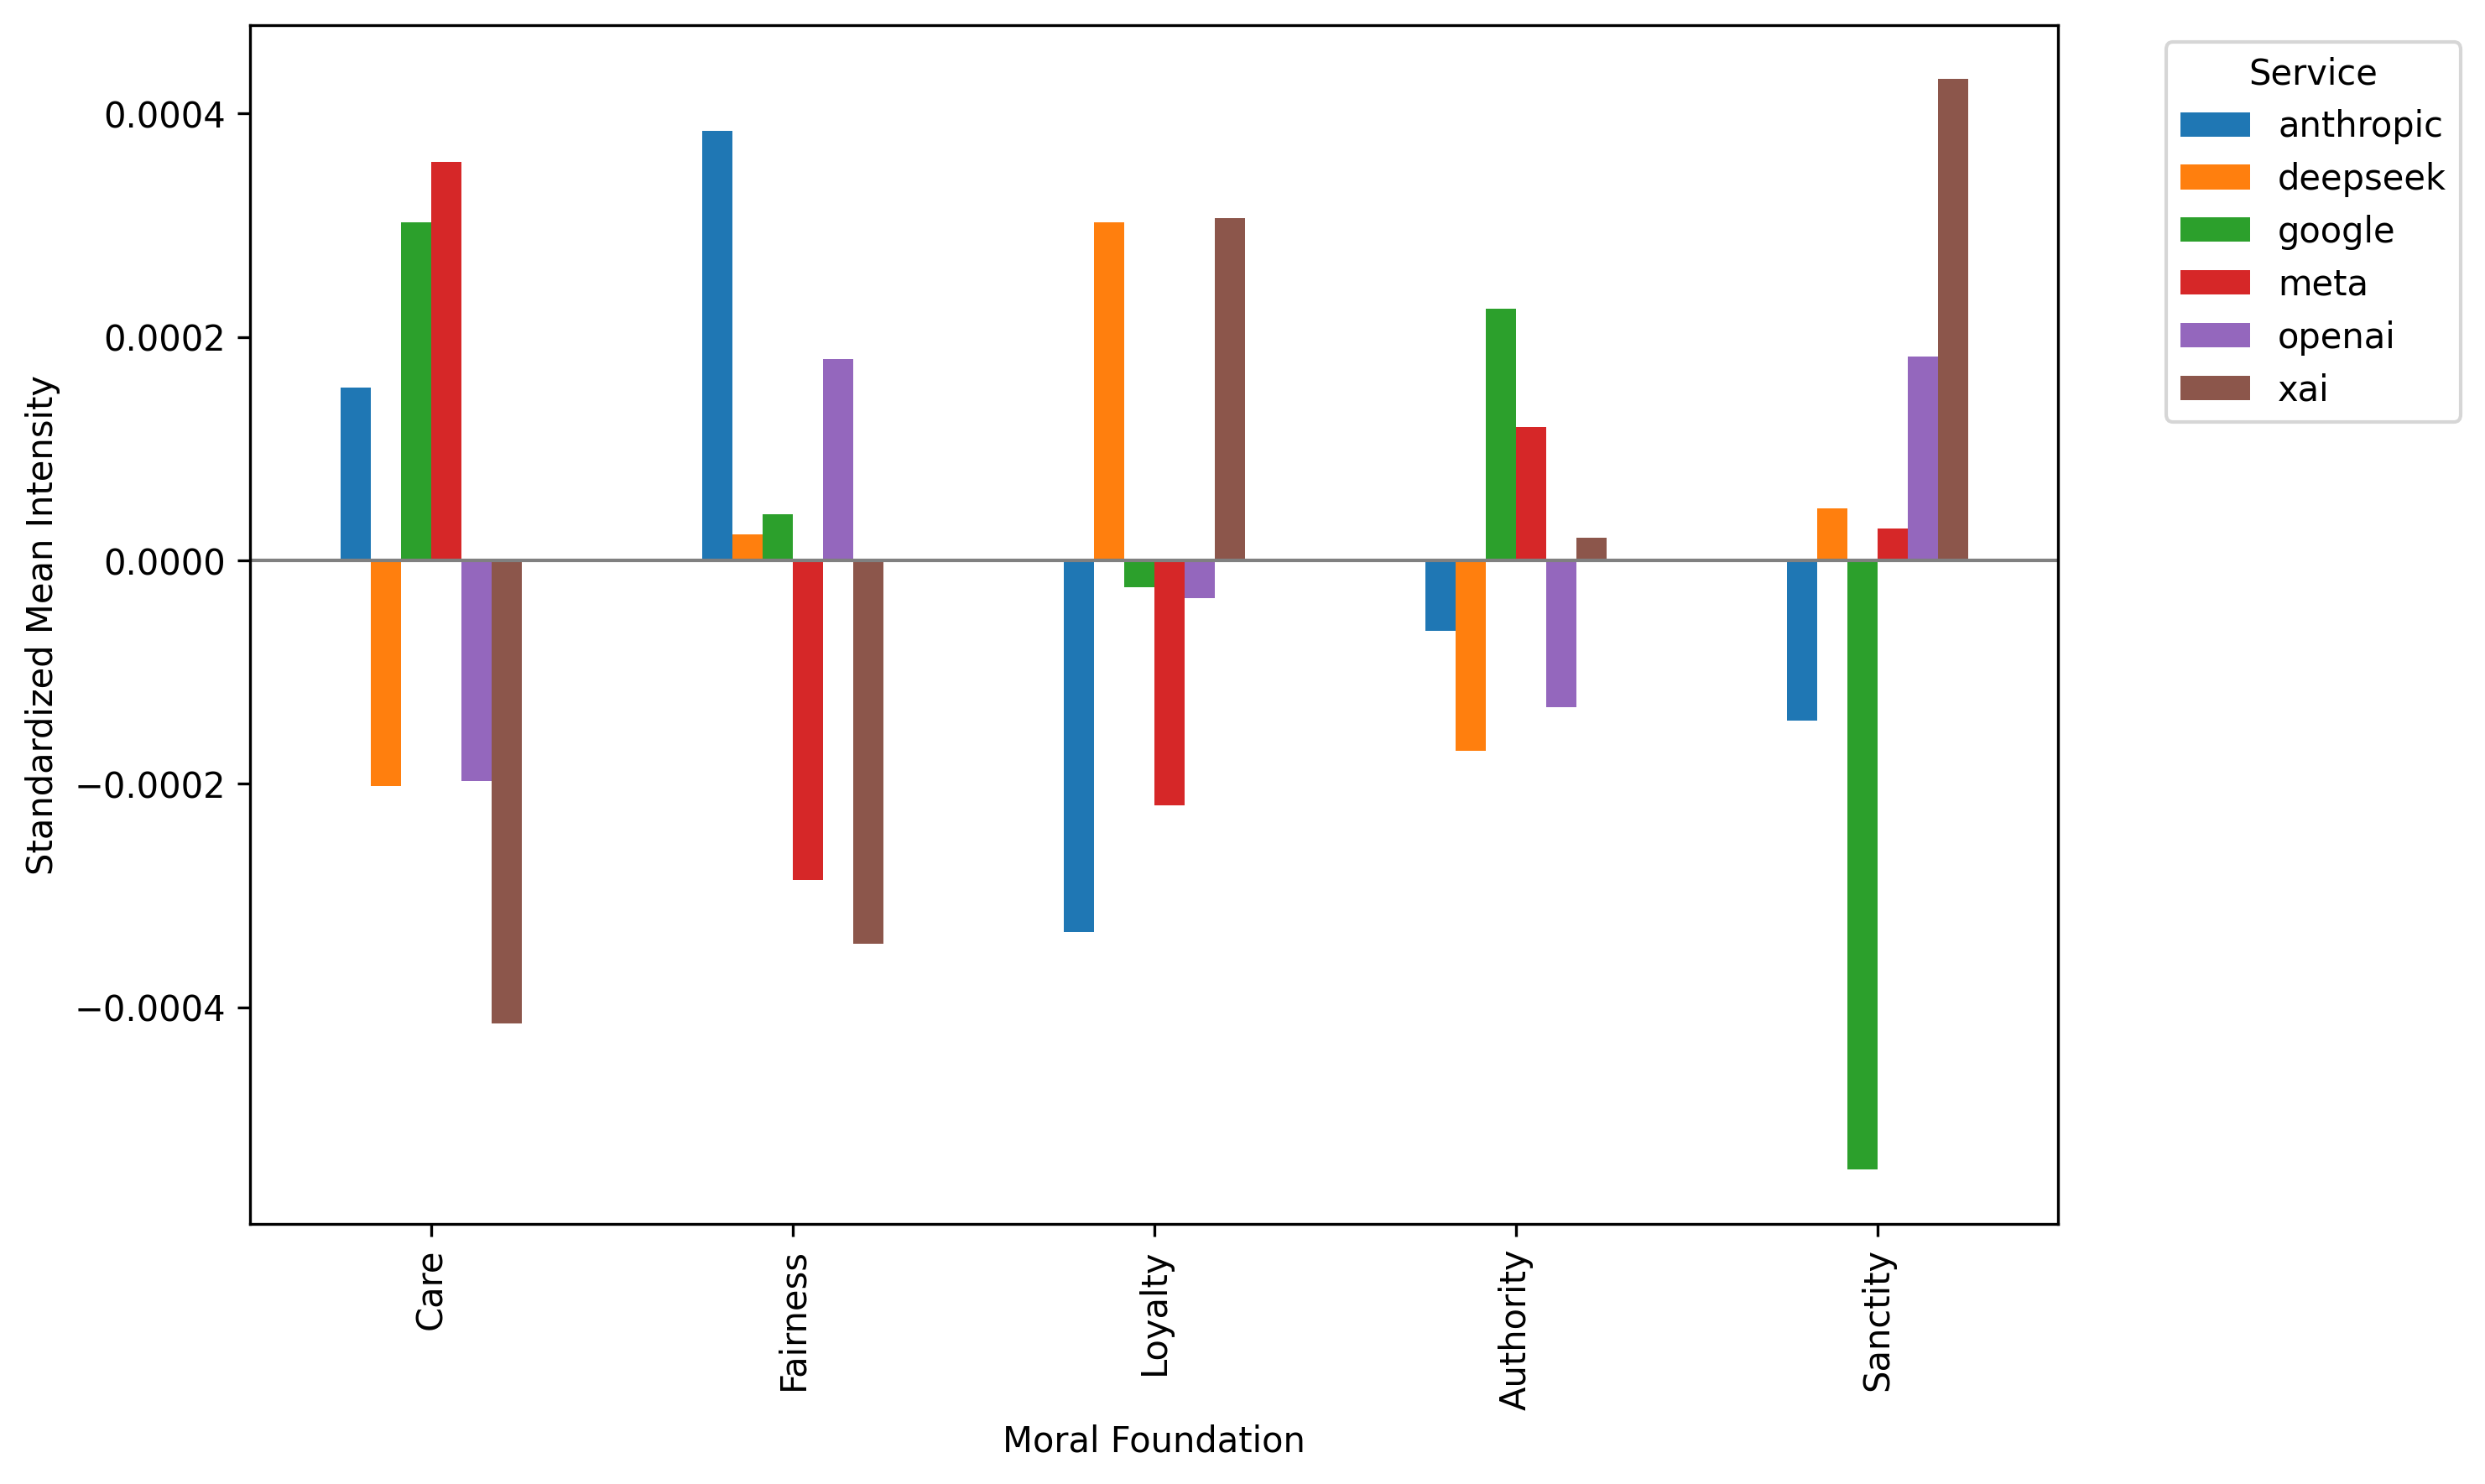 Standardized Mean Intensity
0.0004
0.0002
0.0000
−0.0002
−0.0004
Care
Fairness
Loyalty
Authority
Sanctity
Moral Foundation
Service
anthropic
deepseek
google
meta
openai
xai